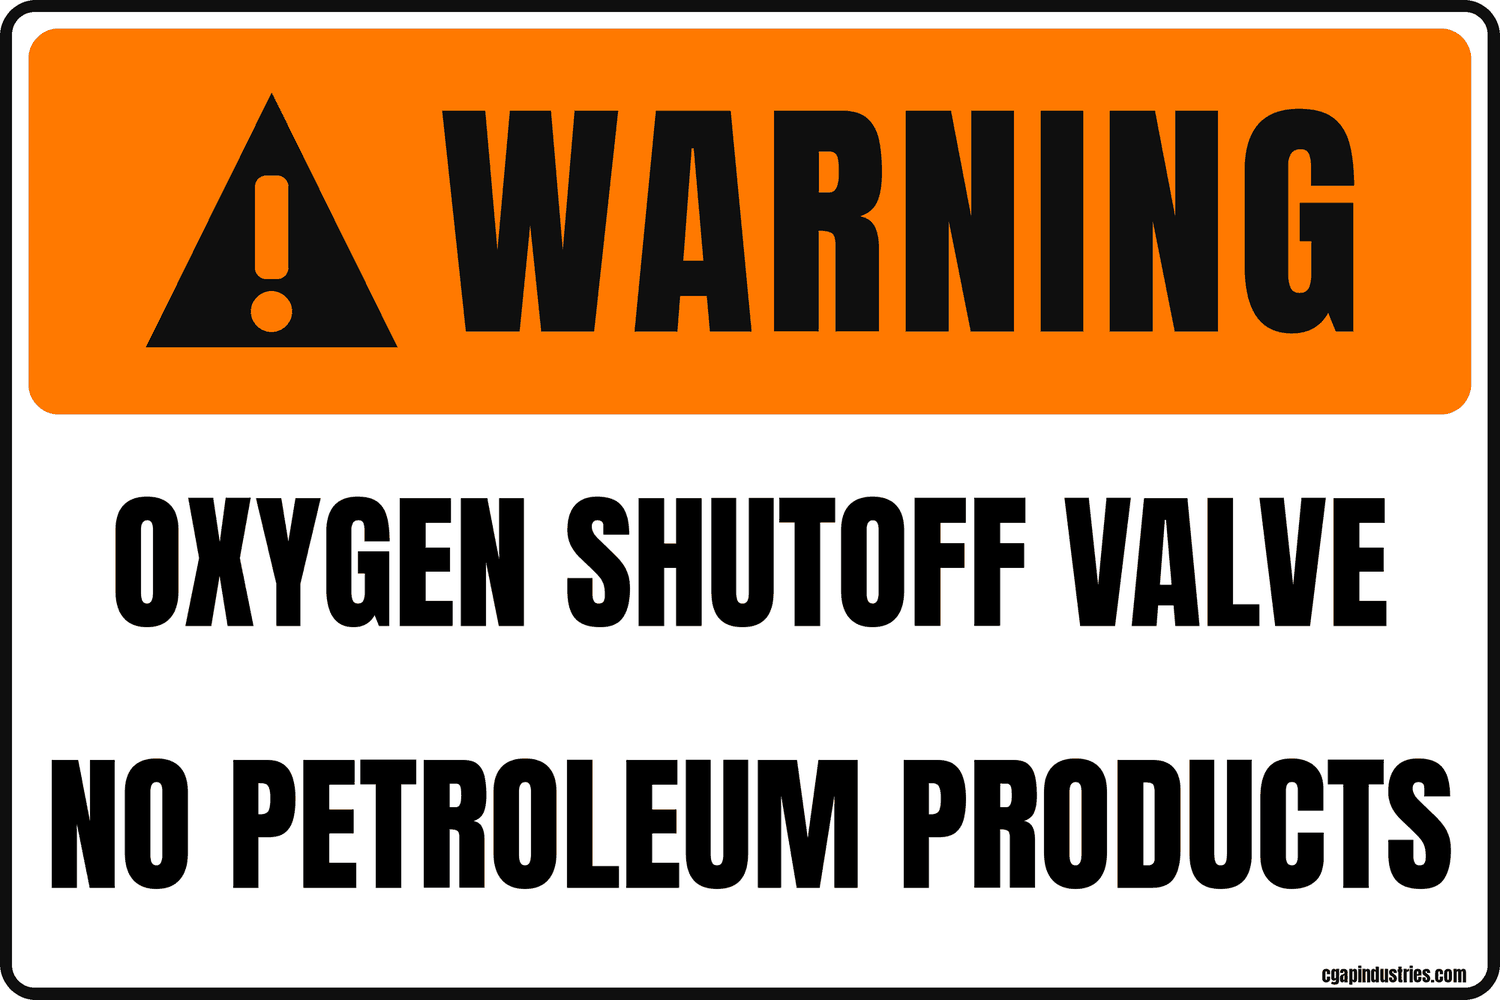 WARNING
OXYGEN SHUTOFF VALVE
NO PETROLEUM PRODUCTS
cgapindustries.com